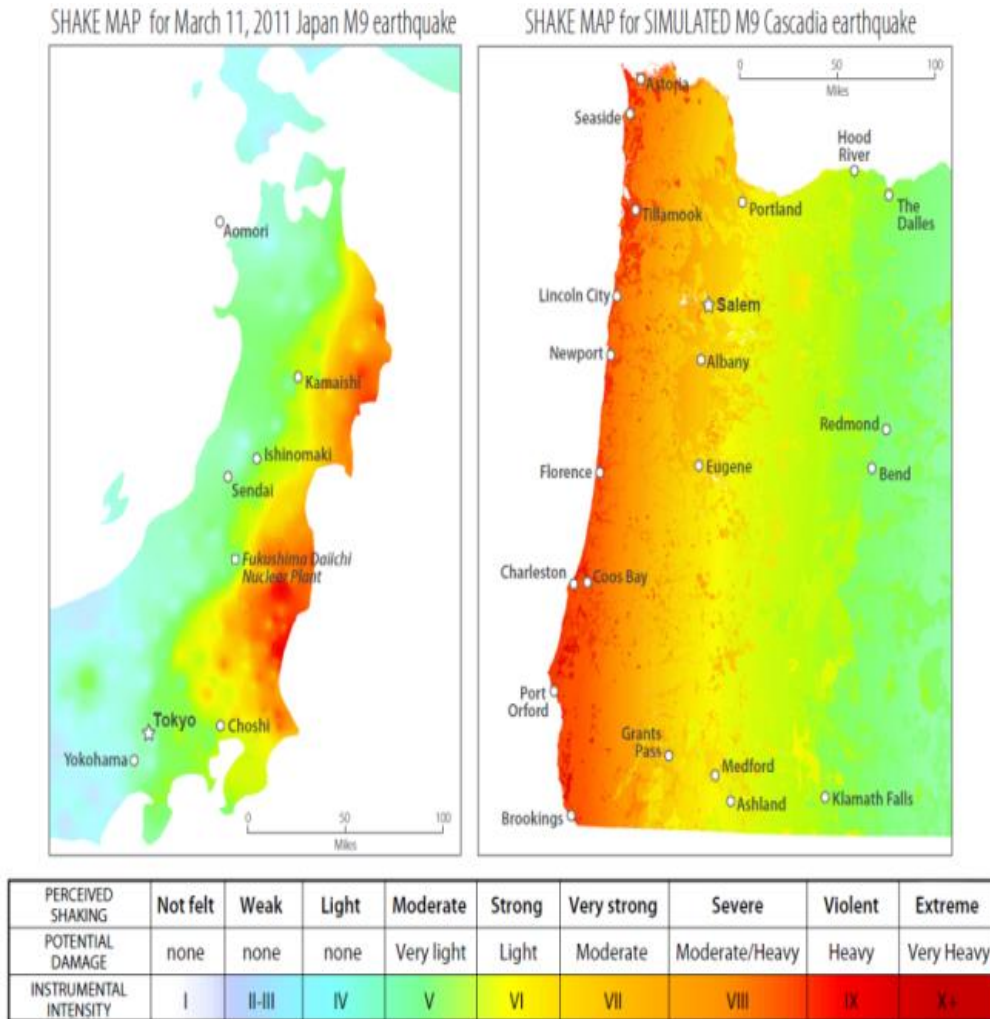 SHAKE MAP for March 11, 2011 Japan M9 earthquake
SHAKE MAP for SIMULATED M9 Cascadia earthquake
Aomori
Kamaishi
Ishinomaki
Sendai
Fukushima Daiichi
Nuclear Plant
Tokyo
Choshi
Yokohama
0 50 100
Miles
0 50 100
Miles
Astoria
Seaside
Hood
River
Tillamook
Portland
The
Dalles
Lincoln City
Salem
Newport
Albany
Redmond
Florence
Eugene
Bend
Charleston
Coos Bay
Port
Orford
Grants
Pass
Medford
Ashland
Klamath Falls
Brookings
PERCEIVED
SHAKING
Not felt Weak Light Moderate Strong Very strong Severe Violent Extreme
POTENTIAL
DAMAGE
none none none Very light Light Moderate Moderate/Heavy Heavy Very Heavy
INSTRUMENTAL
INTENSITY
I II-III IV V VI VII VIII IX X+